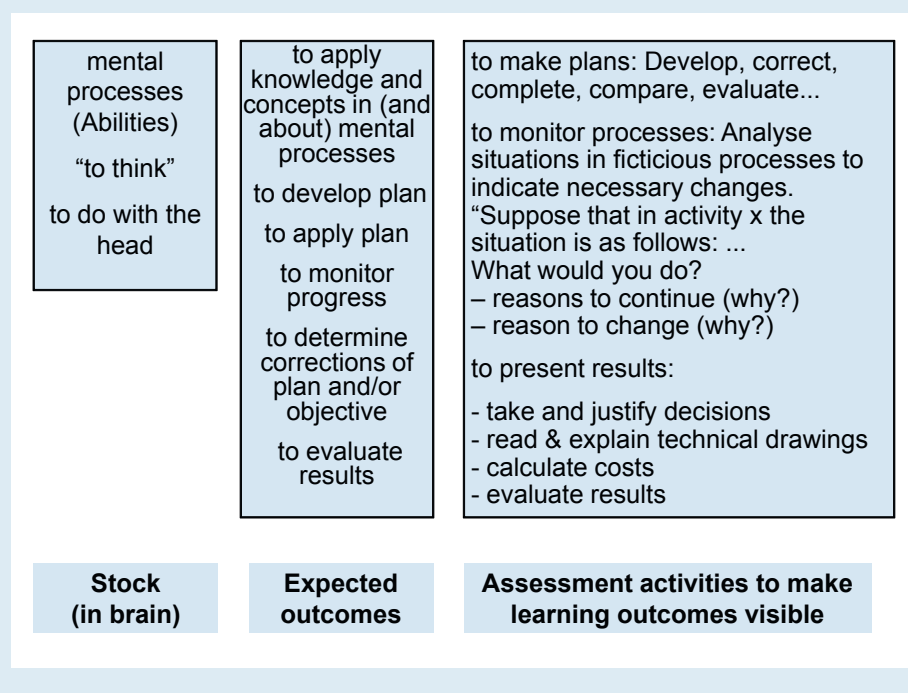 mental
processes
(Abilities)
“to think”
to do with the
head
to apply
knowledge and
concepts in (and
about) mental
processes
to develop plan
to apply plan
to monitor
progress
to determine
corrections of
plan and/or
objective
to evaluate
results
to make plans: Develop, correct,
complete, compare, evaluate...
to monitor processes: Analyse
situations in ficticious processes to
indicate necessary changes.
“Suppose that in activity x the
situation is as follows: ...
What would you do?
– reasons to continue (why?)
– reason to change (why?)
to present results:
- take and justify decisions
- read & explain technical drawings
- calculate costs
- evaluate results
Stock
(in brain)
Expected
outcomes
Assessment activities to make
learning outcomes visible